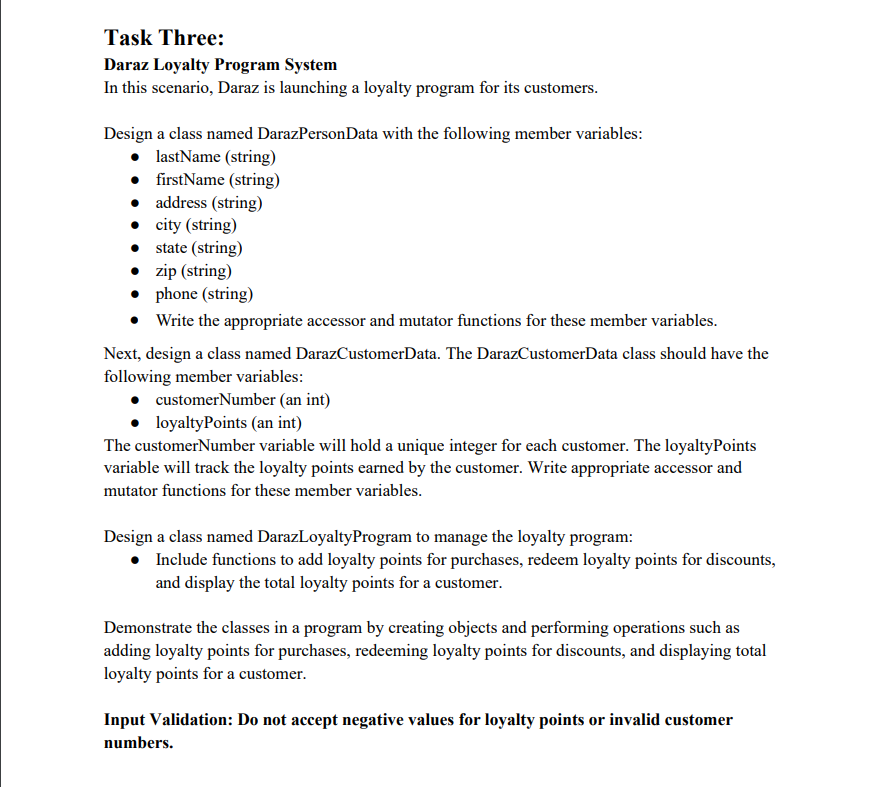 Task Three:
Daraz Loyalty Program System
In this scenario, Daraz is launching a loyalty program for its customers.
Design a class named DarazPersonData with the following member variables:
● lastName (string)
● firstName (string)
● address (string)
● city (string)
● state (string)
● zip (string)
● phone (string)
● Write the appropriate accessor and mutator functions for these member variables.
Next, design a class named DarazCustomerData. The DarazCustomerData class should have the
following member variables:
● customerNumber (an int)
● loyaltyPoints (an int)
The customerNumber variable will hold a unique integer for each customer. The loyaltyPoints
variable will track the loyalty points earned by the customer. Write appropriate accessor and
mutator functions for these member variables.
Design a class named DarazLoyaltyProgram to manage the loyalty program:
● Include functions to add loyalty points for purchases, redeem loyalty points for discounts,
and display the total loyalty points for a customer.
Demonstrate the classes in a program by creating objects and performing operations such as
adding loyalty points for purchases, redeeming loyalty points for discounts, and displaying total
loyalty points for a customer.
Input Validation: Do not accept negative values for loyalty points or invalid customer
numbers.